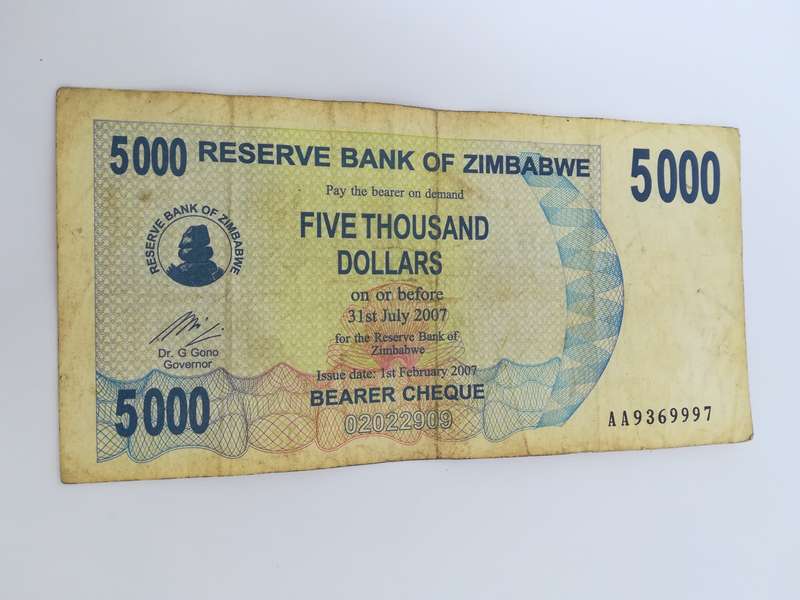 5000 RESERVE BANK OF ZIMBABWE 5000
Pay the bearer on demand
FIVE THOUSAND
DOLLARS
RESERVE BANK OF ZIMBABWE
on or before
31st July 2007
for the Reserve Bank of
Zimbabwe
Dr. G Gono
Governor
Issue date: 1st February 2007
BEARER CHEQUE
5000
02022909
AA9369997